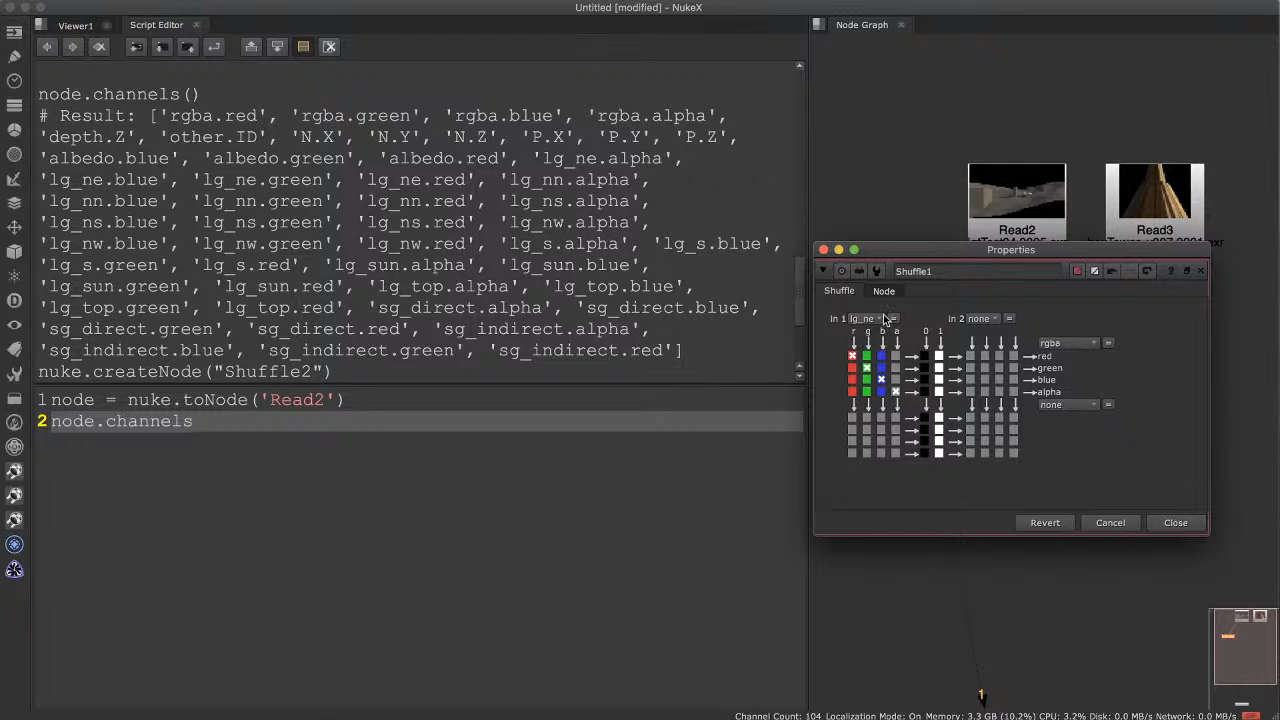 Untitled [modified] - NukeX
Viewer1
Script Editor
Node Graph
node.channels()
# Result: ['rgba.red', 'rgba.green', 'rgba.blue', 'rgba.alpha',
'depth.Z', 'other.ID', 'N.X', 'N.Y', 'N.Z', 'P.X', 'P.Y', 'P.Z',
'albedo.blue', 'albedo.green', 'albedo.red', 'lg_ne.alpha',
'lg_ne.blue', 'lg_ne.green', 'lg_ne.red', 'lg_nn.alpha',
'lg_nn.blue', 'lg_nn.green', 'lg_nn.red', 'lg_ns.alpha',
'lg_ns.blue', 'lg_ns.green', 'lg_ns.red', 'lg_nw.alpha',
'lg_nw.blue', 'lg_nw.green', 'lg_nw.red', 'lg_s.alpha', 'lg_s.blue',
'lg_s.green', 'lg_s.red', 'lg_sun.alpha', 'lg_sun.blue',
'lg_sun.green', 'lg_sun.red', 'lg_top.alpha', 'lg_top.blue',
'lg_top.green', 'lg_top.red', 'sg_direct.alpha', 'sg_direct.blue',
'sg_direct.green', 'sg_direct.red', 'sg_indirect.alpha',
'sg_indirect.blue', 'sg_indirect.green', 'sg_indirect.red']
nuke.createNode("Shuffle2")
1 node = nuke.toNode('Read2')
2 node.channels
Read2
Read3
Properties
Shuffle1
Shuffle
Node
In 1 lg_ne =
In 2 none =
r g b a 0 1
rgba =
red
green
blue
alpha
none =
Revert
Cancel
Close
1
Channel Count: 104 Localization Mode: On Memory: 3.3 GB (10.2%) CPU: 3.2% Disk: 0.0 MB/s Network: 0.0 MB/s